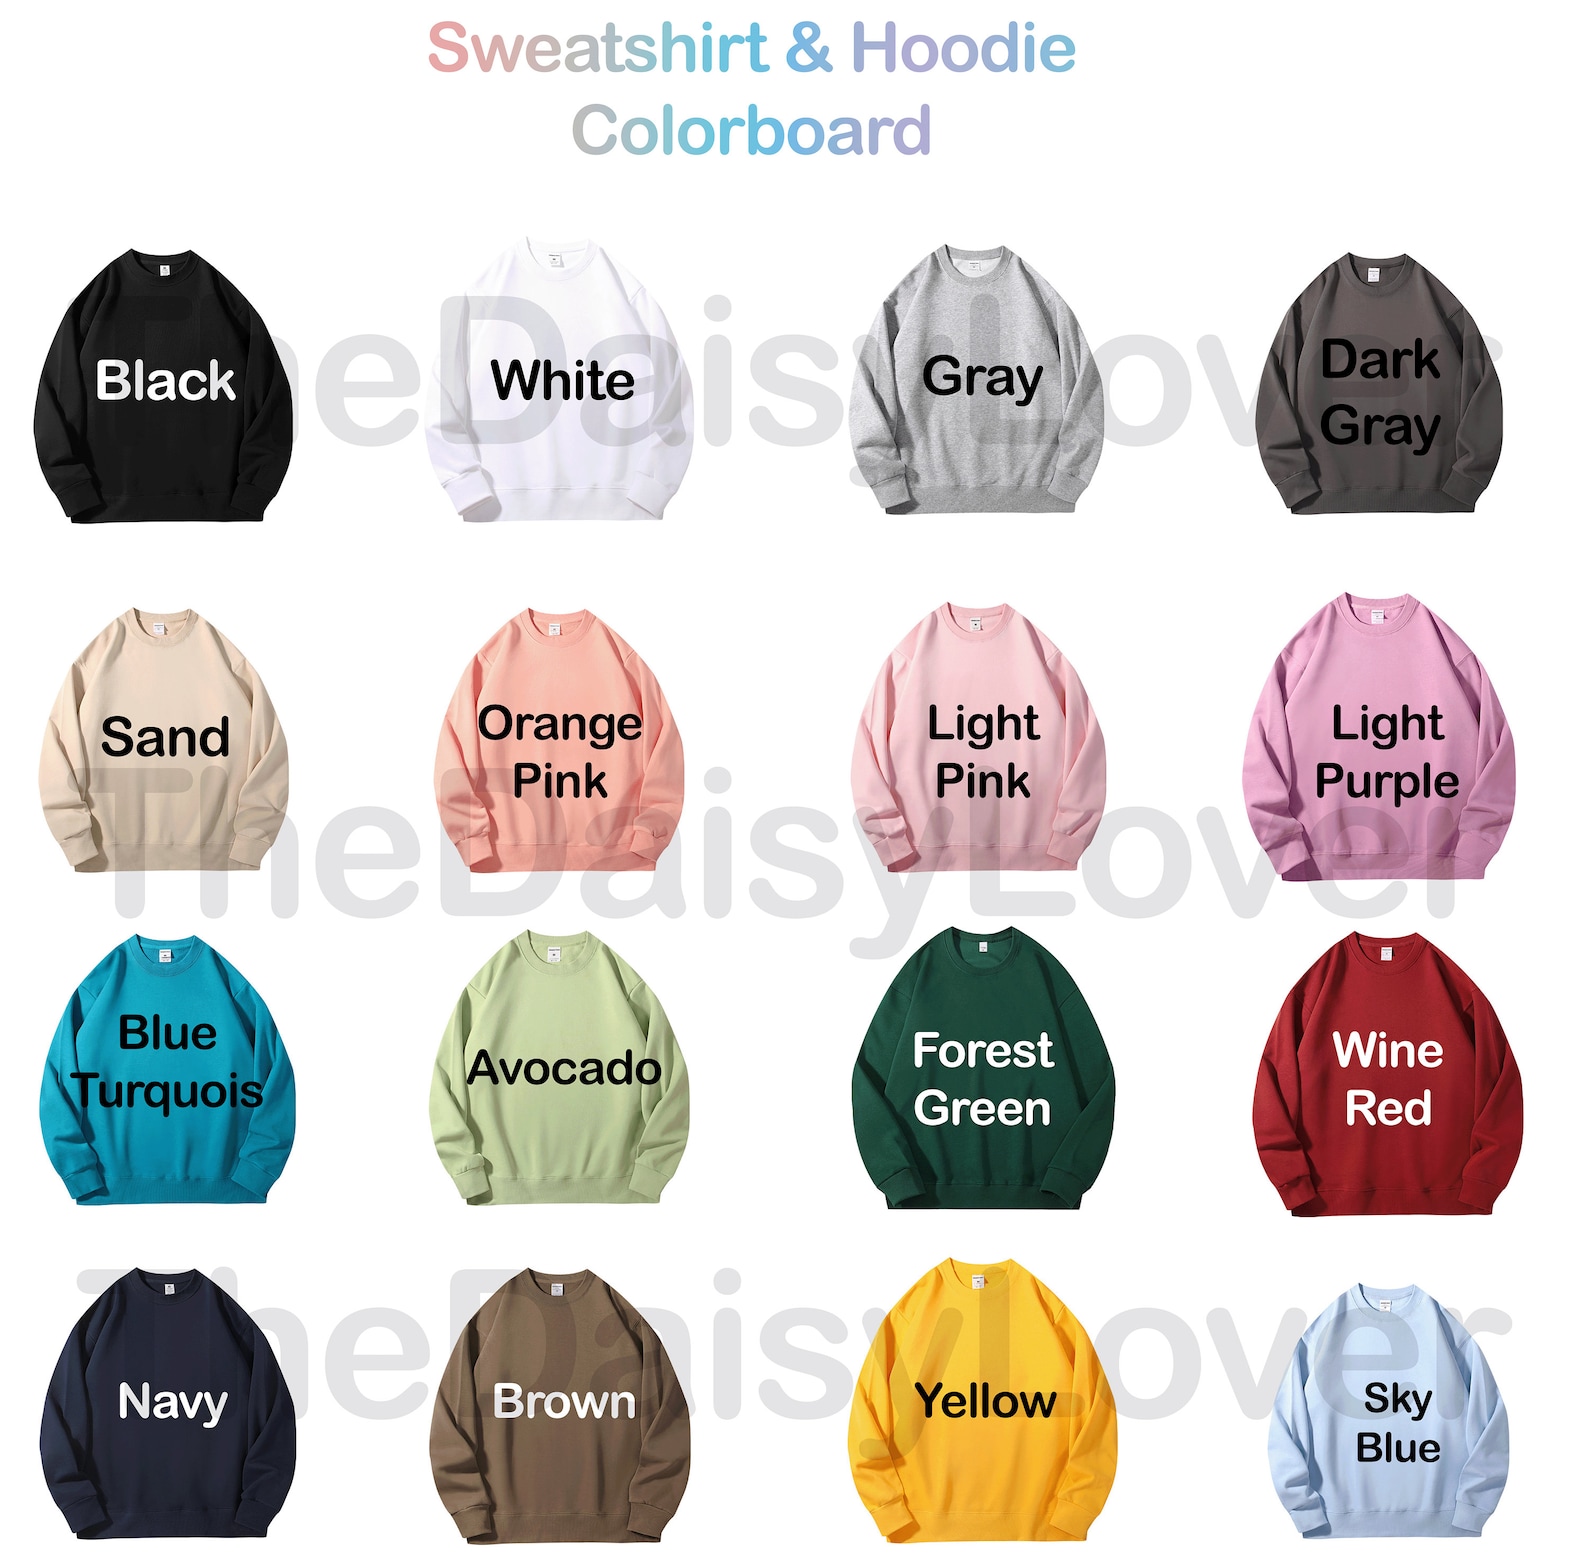 Sweatshirt & Hoodie
Colorboard
Black
White
Gray
Dark
Gray
TheDaisyLover
Sand
Orange
Pink
Light
Pink
Light
Purple
TheDaisyLover
Blue
Turquois
Avocado
Forest
Green
Wine
Red
Navy
Brown
Yellow
Sky
Blue
TheDaisyLover